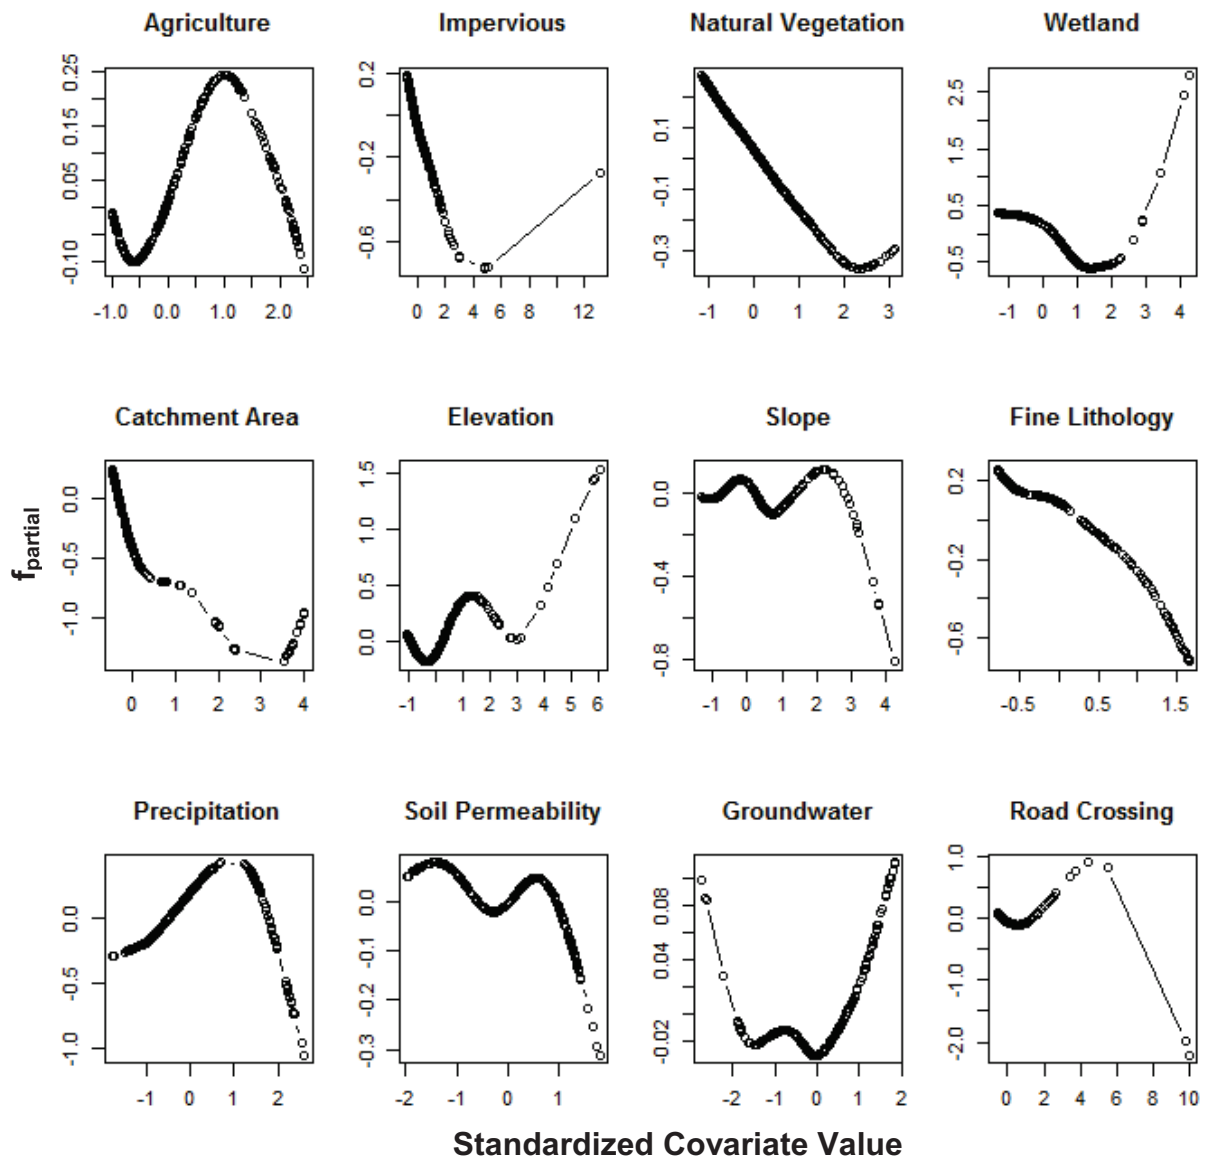 Agriculture Impervious Natural Vegetation Wetland
0.25 0.15 0.05 -0.10
0.2 -0.2 -0.6
0.1 -0.1 -0.3
2.5 1.5 0.5 -0.5
-1.0 0.0 1.0 2.0 0 2 4 6 8 12 -1 0 1 2 3 -1 0 1 2 3 4
Catchment Area Elevation Slope Fine Lithology
0.0 -0.5 -1.0
1.5 1.0 0.5 0.0
0.0 -0.4 -0.8
0.2 -0.2 -0.6
0 1 2 3 4 -1 1 2 3 4 5 6 -1 0 1 2 3 4 -0.5 0.5 1.5
fpartial
Precipitation Soil Permeability Groundwater Road Crossing
0.0 -0.5 -1.0
0.0 -0.1 -0.2 -0.3
0.08 0.04 -0.02
1.0 0.0 -1.0 -2.0
-1 0 1 2 -2 -1 0 1 -2 -1 0 1 2 0 2 4 6 8 10
Standardized Covariate Value